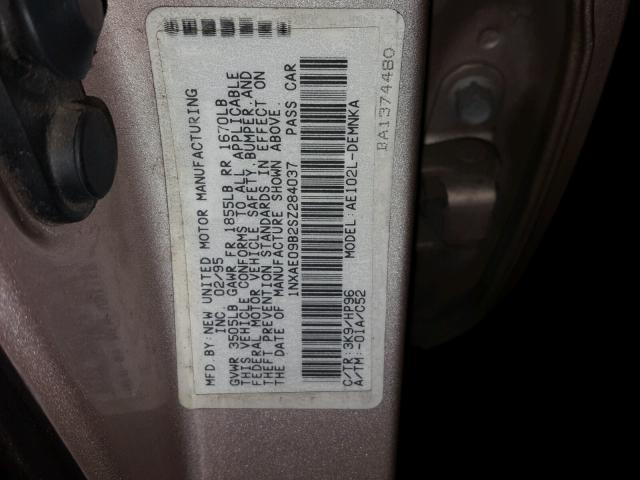 MFD.BY:NEW UNITED MOTOR MANUFACTURING
INC. 02/95
GVWR 3505LB GAWR FR 1855LB RR 1670LB
THIS VEHICLE CONFORMS TO ALL APPLICABLE
FEDERAL MOTOR VEHICLE SAFETY,BUMPER,AND
THEFT PREVENTION STANDARDS IN EFFECT ON
THE DATE OF MANUFACTURE SHOWN ABOVE.
1NXAE09B2SZ284037 PASS CAR
MODEL:AE102L-DEMNKA
C/TR:3K9/HP96
A/TM:-01A/C52
BA1374480